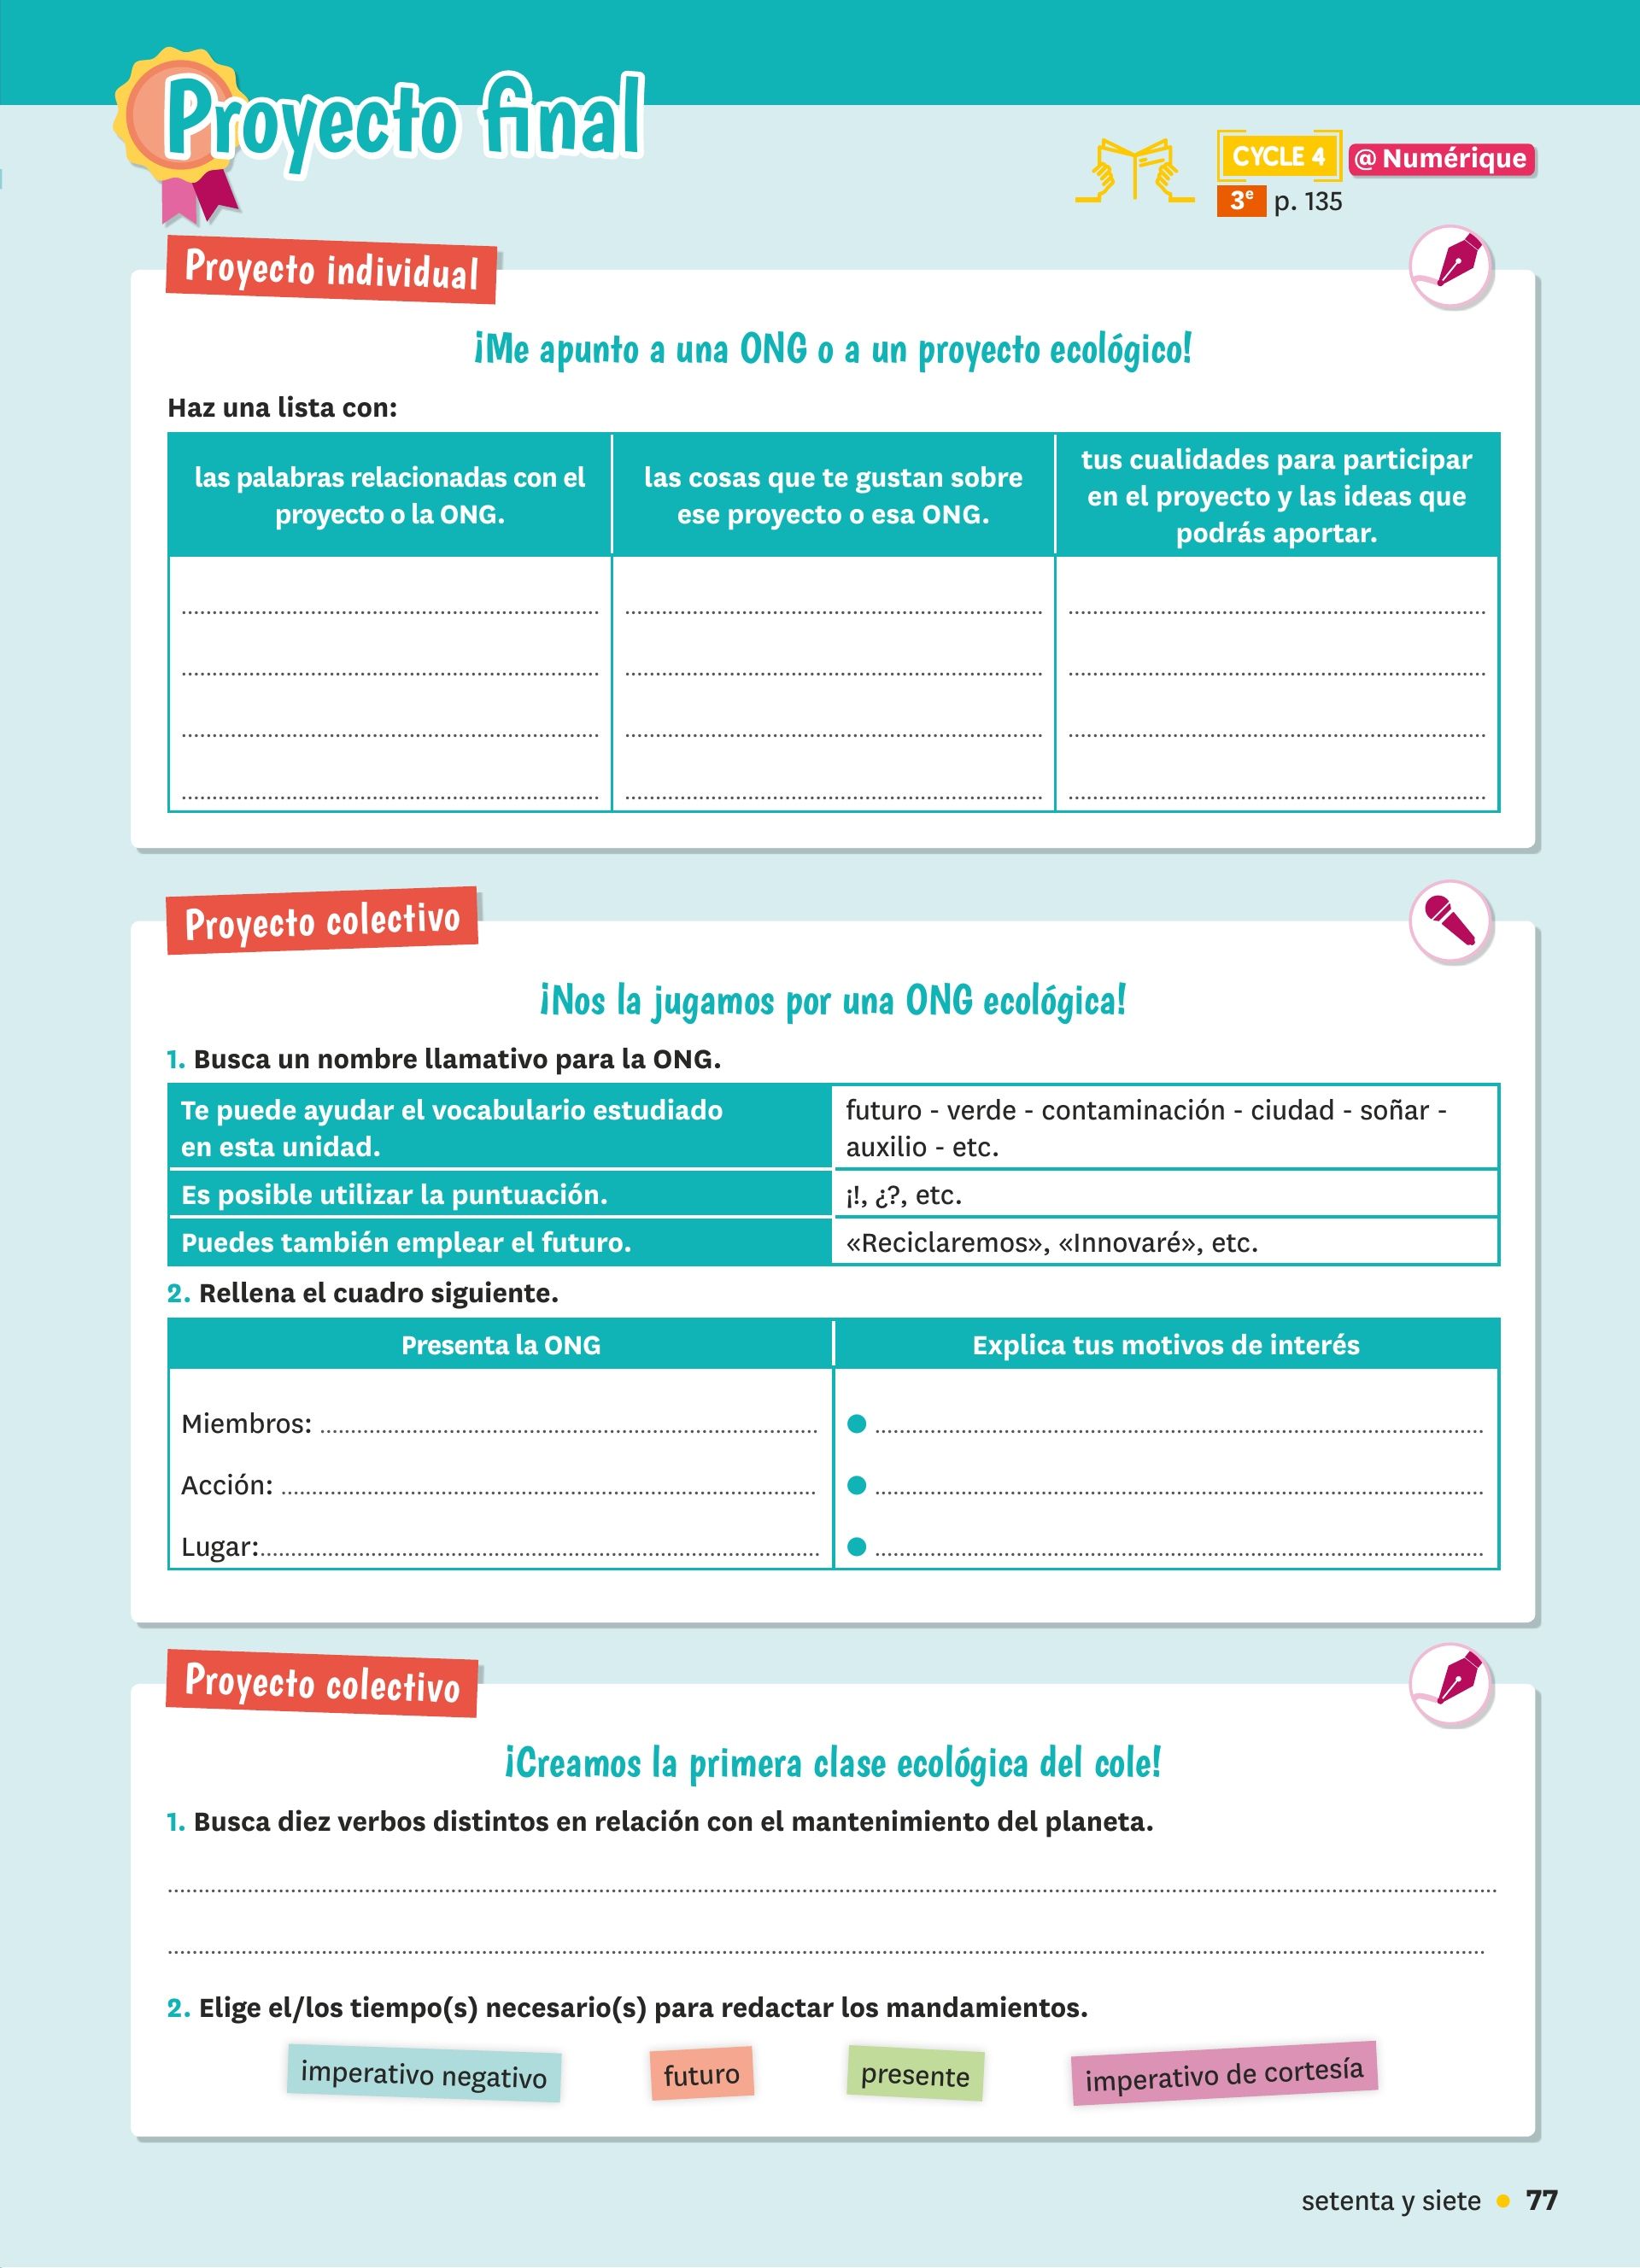 Proyecto final
CYCLE 4 @ Numérique
3e p. 135
Proyecto individual
¡Me apunto a una ONG o a un proyecto ecológico!
Haz una lista con:
las palabras relacionadas con el
proyecto o la ONG.
las cosas que te gustan sobre
ese proyecto o esa ONG.
tus cualidades para participar
en el proyecto y las ideas que
podrás aportar.
Proyecto colectivo
¡Nos la jugamos por una ONG ecológica!
1. Busca un nombre llamativo para la ONG.
Te puede ayudar el vocabulario estudiado
en esta unidad.
futuro - verde - contaminación - ciudad - soñar -
auxilio - etc.
Es posible utilizar la puntuación.
¡!, ¿?, etc.
Puedes también emplear el futuro.
«Reciclaremos», «Innovaré», etc.
2. Rellena el cuadro siguiente.
Presenta la ONG
Explica tus motivos de interés
Miembros:
Acción:
Lugar:
Proyecto colectivo
¡Creamos la primera clase ecológica del cole!
1. Busca diez verbos distintos en relación con el mantenimiento del planeta.
2. Elige el/los tiempo(s) necesario(s) para redactar los mandamientos.
imperativo negativo
futuro
presente
imperativo de cortesía
setenta y siete • 77